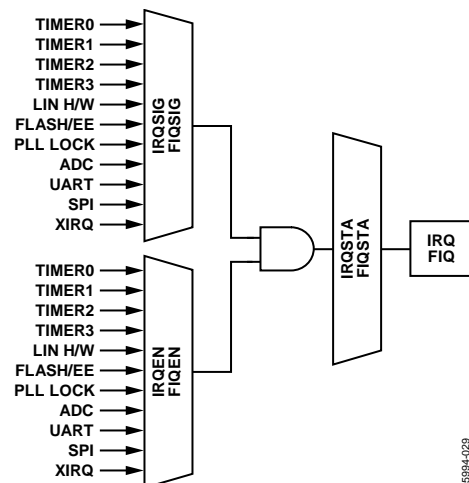 TIMER0
TIMER1
TIMER2
TIMER3
LIN H/W
FLASH/EE
PLL LOCK
ADC
UART
SPI
XIRQ
IRQSIG
FIQSIG
TIMER0
TIMER1
TIMER2
TIMER3
LIN H/W
FLASH/EE
PLL LOCK
ADC
UART
SPI
XIRQ
IRQEN
FIQEN
IRQSTA
FIQSTA
IRQ
FIQ
5994-029